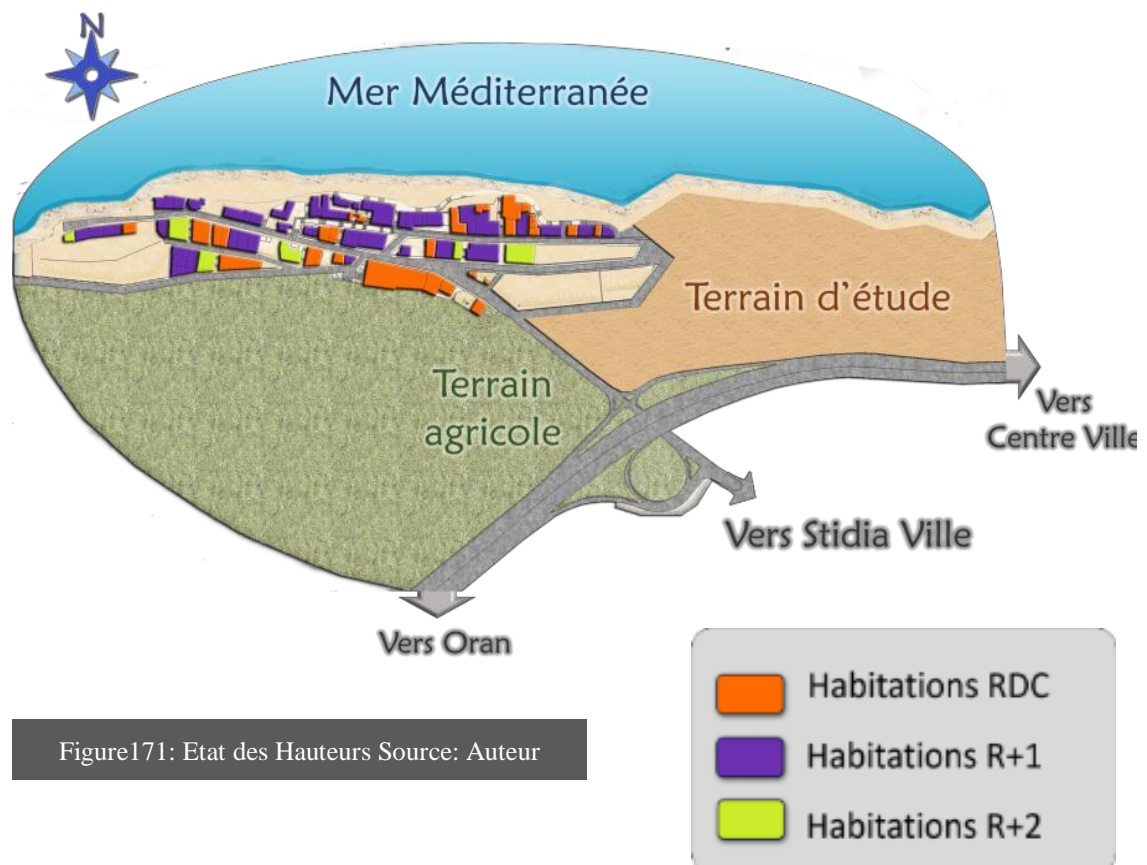 N
Mer Méditerranée
Terrain d'étude
Terrain
agricole
Vers
Centre Ville
Vers Stidia Ville
Vers Oran
Habitations RDC
Figure171: Etat des Hauteurs Source: Auteur
Habitations R+1
Habitations R+2